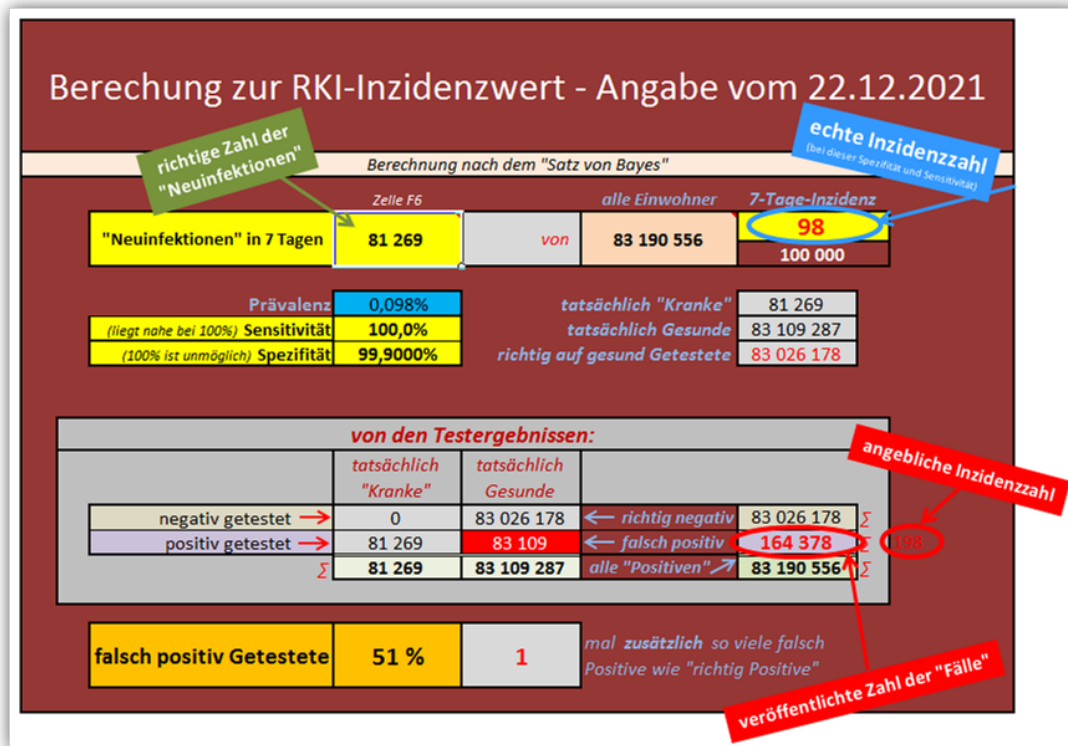 Berechung zur RKI-Inzidenzwert - Angabe vom 22.12.2021
richtige Zahl der
"Neuinfektionen"
echte Inzidenzzahl
(bei dieser Spezifität und Sensitivität)
Berechnung nach dem "Satz von Bayes"
Zelle F6 alle Einwohner 7-Tage-Inzidenz
"Neuinfektionen" in 7 Tagen 81 269 von 83 190 556 98
100 000
Prävalenz 0,098% tatsächlich "Kranke" 81 269
(liegt nahe bei 100%) Sensitivität 100,0% tatsächlich Gesunde 83 109 287
(100% ist unmöglich) Spezifität 99,9000% richtig auf gesund Getestete 83 026 178
von den Testergebnissen:
angebliche Inzidenzzahl
tatsächlich tatsächlich
"Kranke" Gesunde
negativ getestet → 0 83 026 178 ← richtig negativ 83 026 178 Σ
positiv getestet → 81 269 83 109 ← falsch positiv 164 378 Σ 198
Σ 81 269 83 109 287 alle "Positiven" ↗ 83 190 556 Σ
falsch positiv Getestete 51 % 1 mal zusätzlich so viele falsch
Positive wie "richtig Positive"
veröffentlichte Zahl der "Fälle"